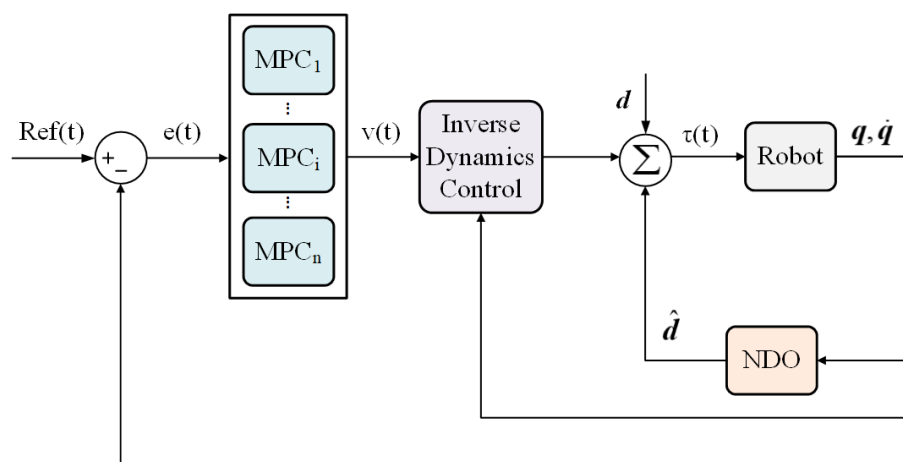 Ref(t)
+
−
e(t)
MPC₁
⋮
MPCᵢ
⋮
MPCₙ
v(t)
Inverse
Dynamics
Control
d
Σ
τ(t)
Robot
q, q̇
d̂
NDO